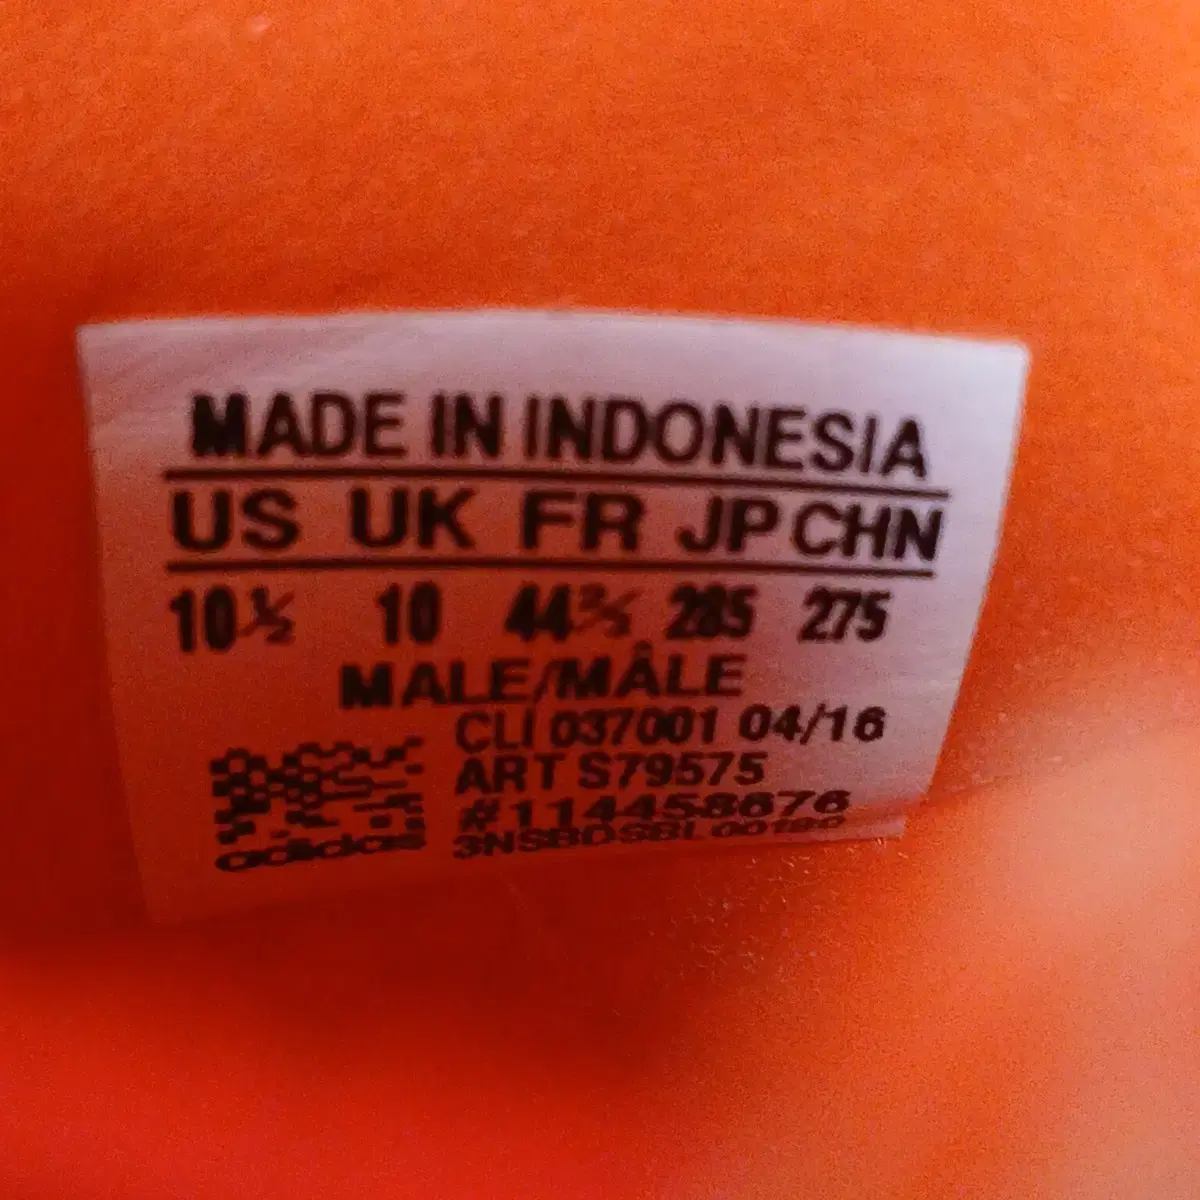 MADE IN INDONESIA
US UK FR JP CHN
10½ 10 44⅔ 285 275
MALE/MÂLE
CLI 037001 04/16
ART S79575
#114458676
adidas